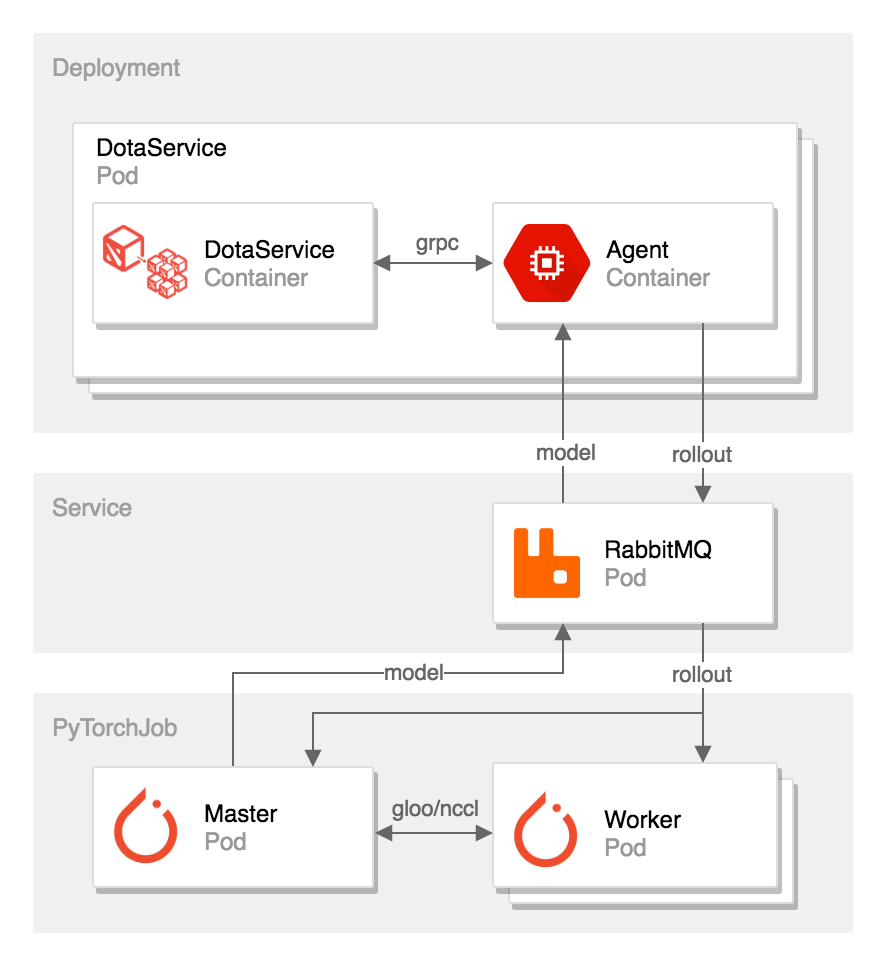 Deployment
DotaService
Pod
DotaService
Container
grpc
Agent
Container
model
rollout
Service
RabbitMQ
Pod
model
rollout
PyTorchJob
Master
Pod
gloo/nccl
Worker
Pod